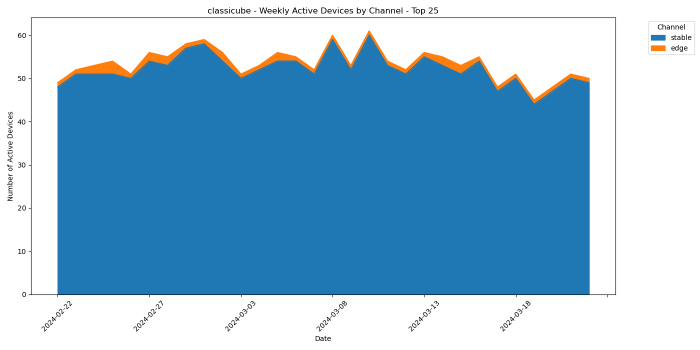 classicube - Weekly Active Devices by Channel - Top 25
Channel
stable
edge
Number of Active Devices
60
50
40
30
20
10
0
2024-02-22
2024-02-27
2024-03-03
2024-03-08
2024-03-13
2024-03-18
Date